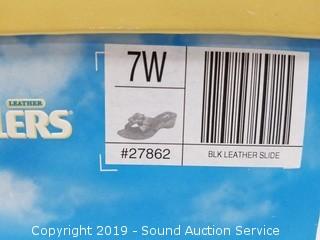 7W
LEATHER
LERS®
#27862
BLK LEATHER SLIDE
Copyright 2019 - Sound Auction Service